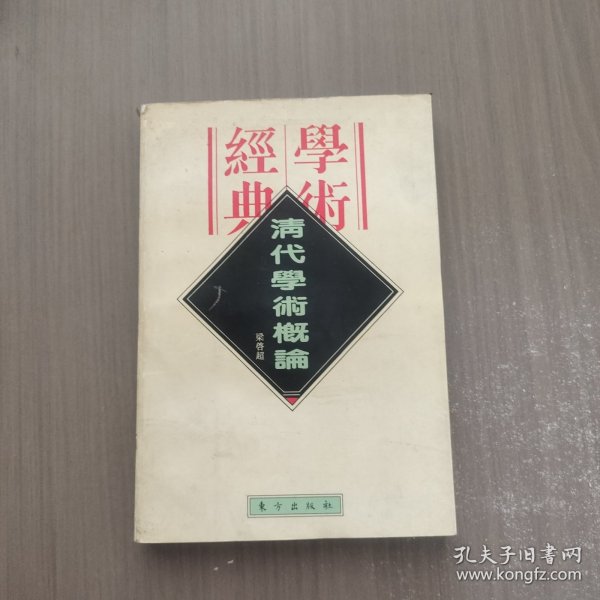 學術
經典
清代學術概論
梁啓超
東方出版社
孔夫子旧书网
www.kongfz.com